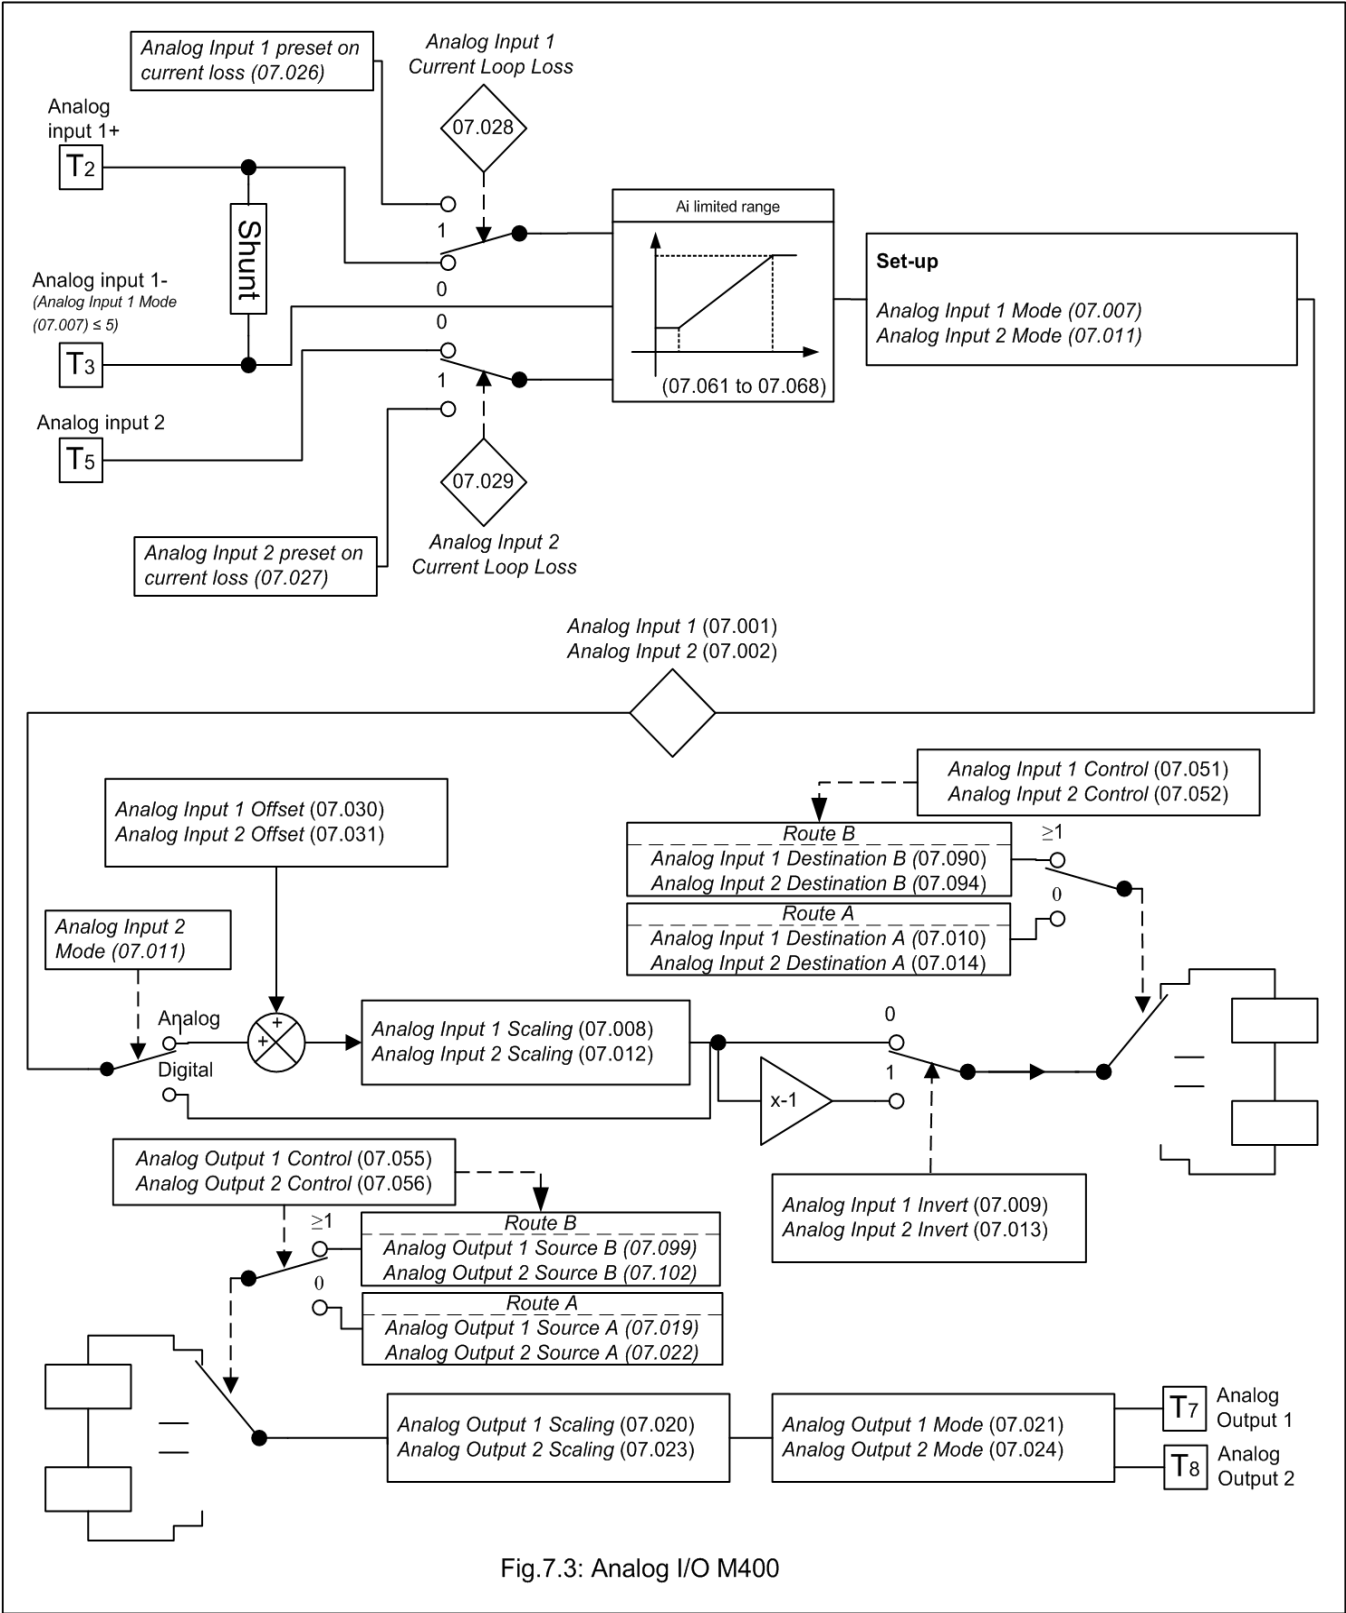 Analog Input 1 preset on
current loss (07.026)
Analog Input 1
Current Loop Loss
07.028
Analog
input 1+
T2
Shunt
1
0
Analog input 1-
(Analog Input 1 Mode
(07.007) ≤ 5)
T3
0
1
Analog input 2
T5
07.029
Analog Input 2
Current Loop Loss
Analog Input 2 preset on
current loss (07.027)
Ai limited range
(07.061 to 07.068)
Set-up
Analog Input 1 Mode (07.007)
Analog Input 2 Mode (07.011)
Analog Input 1 (07.001)
Analog Input 2 (07.002)
Analog Input 1 Control (07.051)
Analog Input 2 Control (07.052)
Analog Input 1 Offset (07.030)
Analog Input 2 Offset (07.031)
Route B
Analog Input 1 Destination B (07.090)
Analog Input 2 Destination B (07.094)
≥1
0
Route A
Analog Input 1 Destination A (07.010)
Analog Input 2 Destination A (07.014)
Analog Input 2
Mode (07.011)
Analog
Digital
+
+
Analog Input 1 Scaling (07.008)
Analog Input 2 Scaling (07.012)
0
1
x-1
Analog Input 1 Invert (07.009)
Analog Input 2 Invert (07.013)
Analog Output 1 Control (07.055)
Analog Output 2 Control (07.056)
≥1
0
Route B
Analog Output 1 Source B (07.099)
Analog Output 2 Source B (07.102)
Route A
Analog Output 1 Source A (07.019)
Analog Output 2 Source A (07.022)
Analog Output 1 Scaling (07.020)
Analog Output 2 Scaling (07.023)
Analog Output 1 Mode (07.021)
Analog Output 2 Mode (07.024)
T7
Analog
Output 1
T8
Analog
Output 2
Fig.7.3: Analog I/O M400